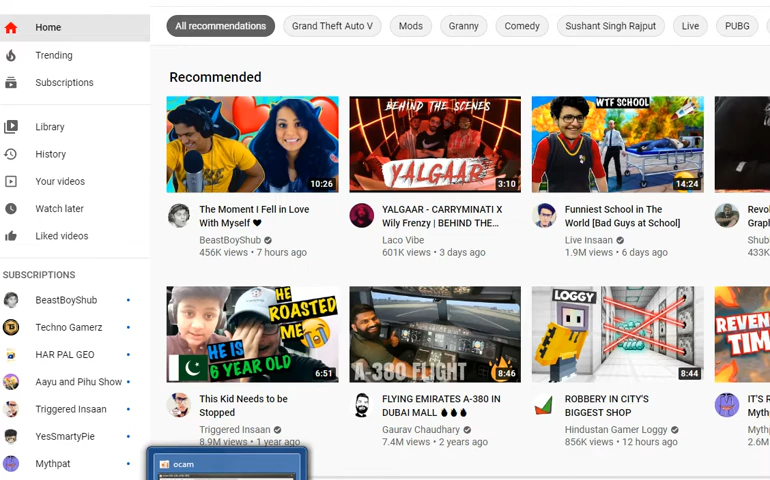 Home
Trending
Subscriptions
Library
History
Your videos
Watch later
Liked videos
SUBSCRIPTIONS
BeastBoyShub
Techno Gamerz
HAR PAL GEO
Aayu and Pihu Show
Triggered Insaan
YesSmartyPie
Mythpat
All recommendations
Grand Theft Auto V
Mods
Granny
Comedy
Sushant Singh Rajput
Live
PUBG
Recommended
10:26
The Moment I Fell in Love
With Myself
BeastBoyShub
456K views • 7 hours ago
BEHIND THE SCENES
YALGAAR
3:10
YALGAAR - CARRYMINATI X
Wily Frenzy | BEHIND THE...
Laco Vibe
601K views • 3 days ago
WTF SCHOOL
14:24
Funniest School in The
World [Bad Guys at School]
Live Insaan
1.9M views • 6 days ago
Revol
Graph
Shub
433K
HE
ROASTED
ME
HE IS
6 YEAR OLD
6:51
This Kid Needs to be
Stopped
Triggered Insaan
8.9M views • 1 year ago
A-380 FLIGHT
8:46
FLYING EMIRATES A-380 IN
DUBAI MALL
Gaurav Chaudhary
7.4M views • 2 years ago
LOGGY
8:44
ROBBERY IN CITY'S
BIGGEST SHOP
Hindustan Gamer Loggy
856K views • 12 hours ago
REVEN
TIM
IT'S R
Mythp
2.6M
ocam